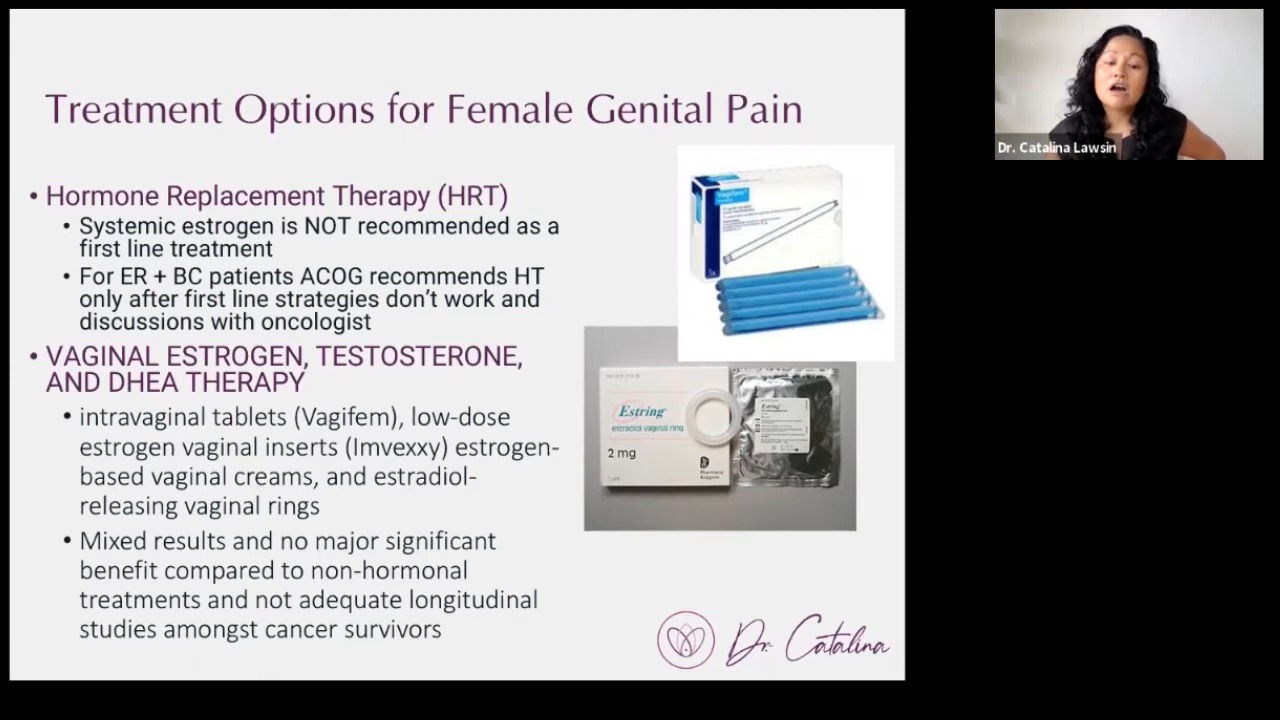 Treatment Options for Female Genital Pain
Dr. Catalina Lawsin
• Hormone Replacement Therapy (HRT)
• Systemic estrogen is NOT recommended as a
first line treatment
• For ER + BC patients ACOG recommends HT
only after first line strategies don't work and
discussions with oncologist
• VAGINAL ESTROGEN, TESTOSTERONE,
AND DHEA THERAPY
• intravaginal tablets (Vagifem), low-dose
estrogen vaginal inserts (Imvexxy) estrogen-
based vaginal creams, and estradiol-
releasing vaginal rings
• Mixed results and no major significant
benefit compared to non-hormonal
treatments and not adequate longitudinal
studies amongst cancer survivors
Vagifem
Estring
estradiol vaginal ring
2 mg
Estring
Dr. Catalina